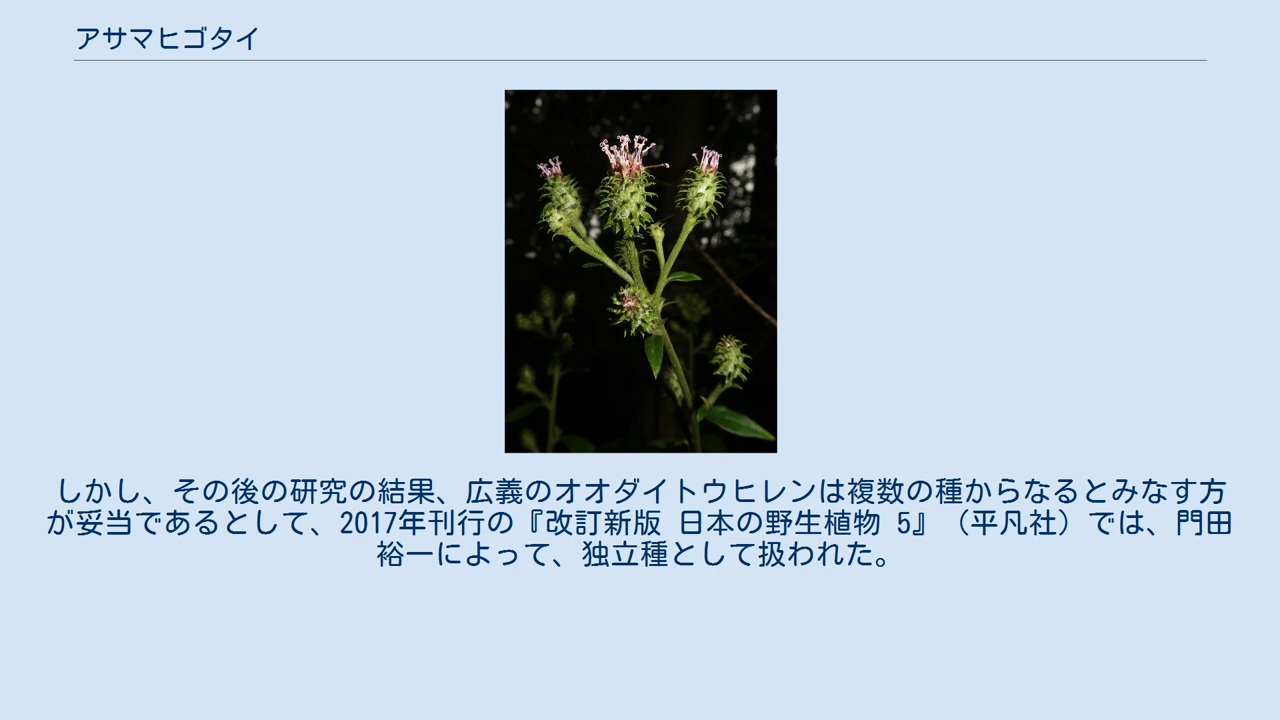 アサマヒゴタイ
しかし、その後の研究の結果、広義のオオダイトウヒレンは複数の種からなるとみなす方
が妥当であるとして、2017年刊行の『改訂新版 日本の野生植物 5』（平凡社）では、門田
裕一によって、独立種として扱われた。